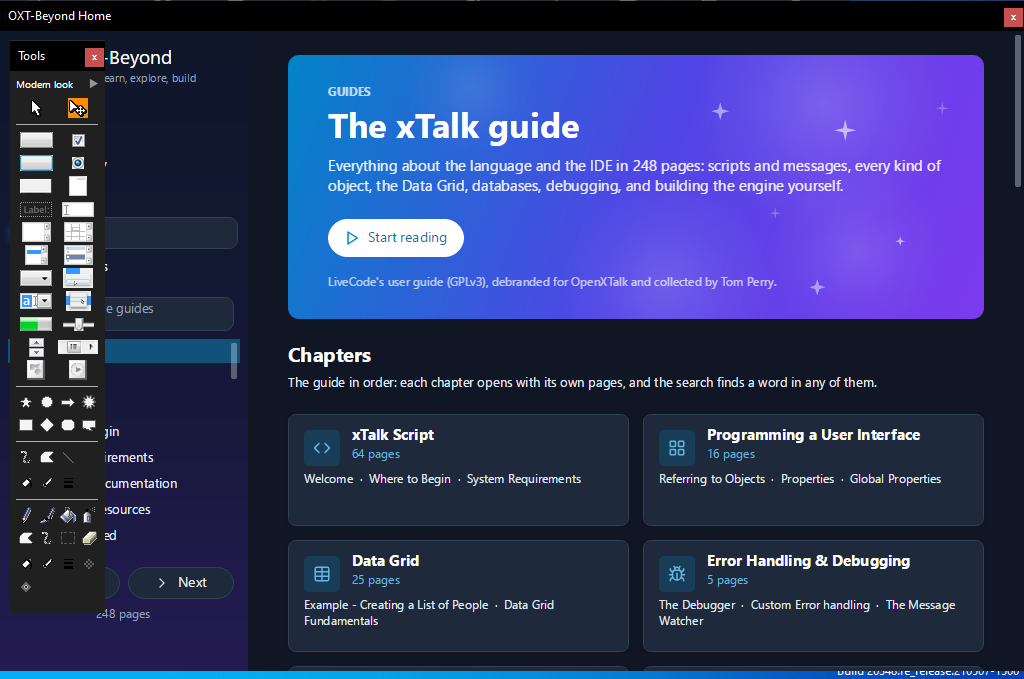 OXT-Beyond Home
x
Tools
x
Modern look
Label:
-Beyond
earn, explore, build
e guides
gin
irements
cumentation
esources
ed
Next
248 pages
GUIDES
The xTalk guide
Everything about the language and the IDE in 248 pages: scripts and messages, every kind of
object, the Data Grid, databases, debugging, and building the engine yourself.
Start reading
LiveCode's user guide (GPLv3), debranded for OpenXTalk and collected by Tom Perry.
Chapters
The guide in order: each chapter opens with its own pages, and the search finds a word in any of them.
xTalk Script
64 pages
Welcome · Where to Begin · System Requirements
Programming a User Interface
16 pages
Referring to Objects · Properties · Global Properties
Data Grid
25 pages
Example - Creating a List of People · Data Grid
Fundamentals
Error Handling & Debugging
5 pages
The Debugger · Custom Error handling · The Message
Watcher